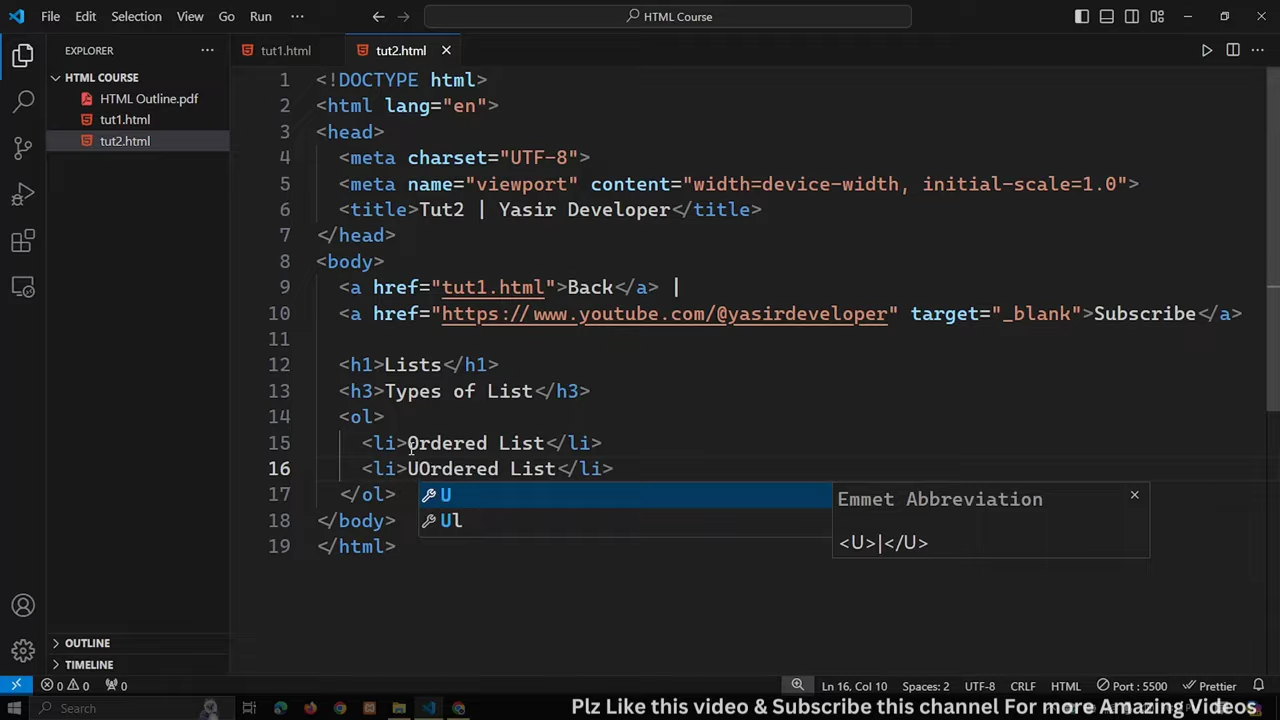 File Edit Selection View Go Run ··· HTML Course
EXPLORER ···
HTML COURSE
HTML Outline.pdf
tut1.html
tut2.html
OUTLINE
TIMELINE
tut1.html tut2.html
1 <!DOCTYPE html>
2 <html lang="en">
3 <head>
4 <meta charset="UTF-8">
5 <meta name="viewport" content="width=device-width, initial-scale=1.0">
6 <title>Tut2 | Yasir Developer</title>
7 </head>
8 <body>
9 <a href="tut1.html">Back</a> |
10 <a href="https://www.youtube.com/@yasirdeveloper" target="_blank">Subscribe</a>
11
12 <h1>Lists</h1>
13 <h3>Types of List</h3>
14 <ol>
15 <li>Ordered List</li>
16 <li>UOrdered List</li>
17 </ol>
18 </body>
19 </html>
U
Ul
Emmet Abbreviation
<U>|</U>
0 0 0 Ln 16, Col 10 Spaces: 2 UTF-8 CRLF HTML Port : 5500 Prettier
Search
Plz Like this video & Subscribe this channel For more Amazing Videos